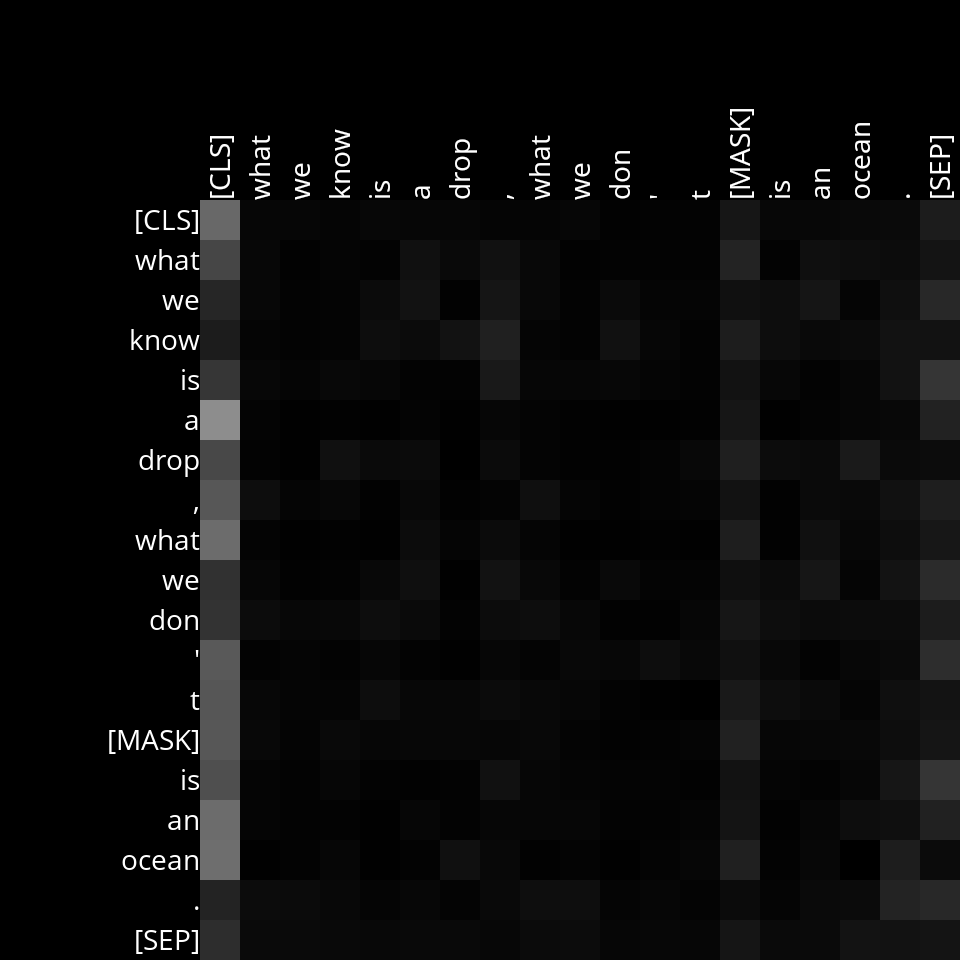 [CLS] what we know is a drop , what we don ' t [MASK] is an ocean . [SEP]
[CLS]
what
we
know
is
a
drop
,
what
we
don
'
t
[MASK]
is
an
ocean
.
[SEP]